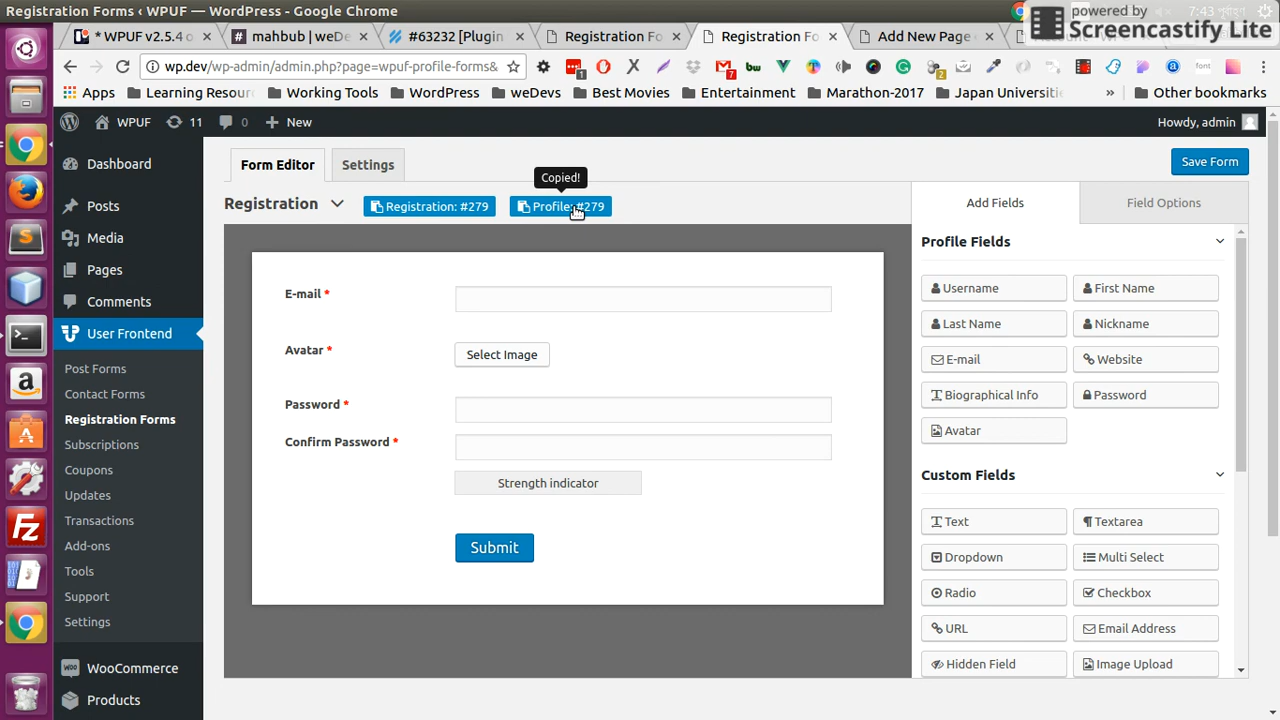 Registration Forms ‹ WPUF — WordPress - Google Chrome
7:43
powered by
Screencastify Lite
* WPUF v2.5.4 o
mahbub | weDe
#63232 [Plugin
Registration Fo
Registration Fo
Add New Page
wp.dev/wp-admin/admin.php?page=wpuf-profile-forms&
Apps
Learning Resour
Working Tools
WordPress
weDevs
Best Movies
Entertainment
Marathon-2017
Japan Universitie
»
Other bookmarks
WPUF
11
0
New
Howdy, admin
Dashboard
Posts
Media
Pages
Comments
User Frontend
Post Forms
Contact Forms
Registration Forms
Subscriptions
Coupons
Updates
Transactions
Add-ons
Tools
Support
Settings
WooCommerce
Products
Form Editor
Settings
Save Form
Copied!
Registration
Registration: #279
Profile: #279
E-mail *
Avatar *
Select Image
Password *
Confirm Password *
Strength indicator
Submit
Add Fields
Field Options
Profile Fields
Username
First Name
Last Name
Nickname
E-mail
Website
Biographical Info
Password
Avatar
Custom Fields
Text
Textarea
Dropdown
Multi Select
Radio
Checkbox
URL
Email Address
Hidden Field
Image Upload